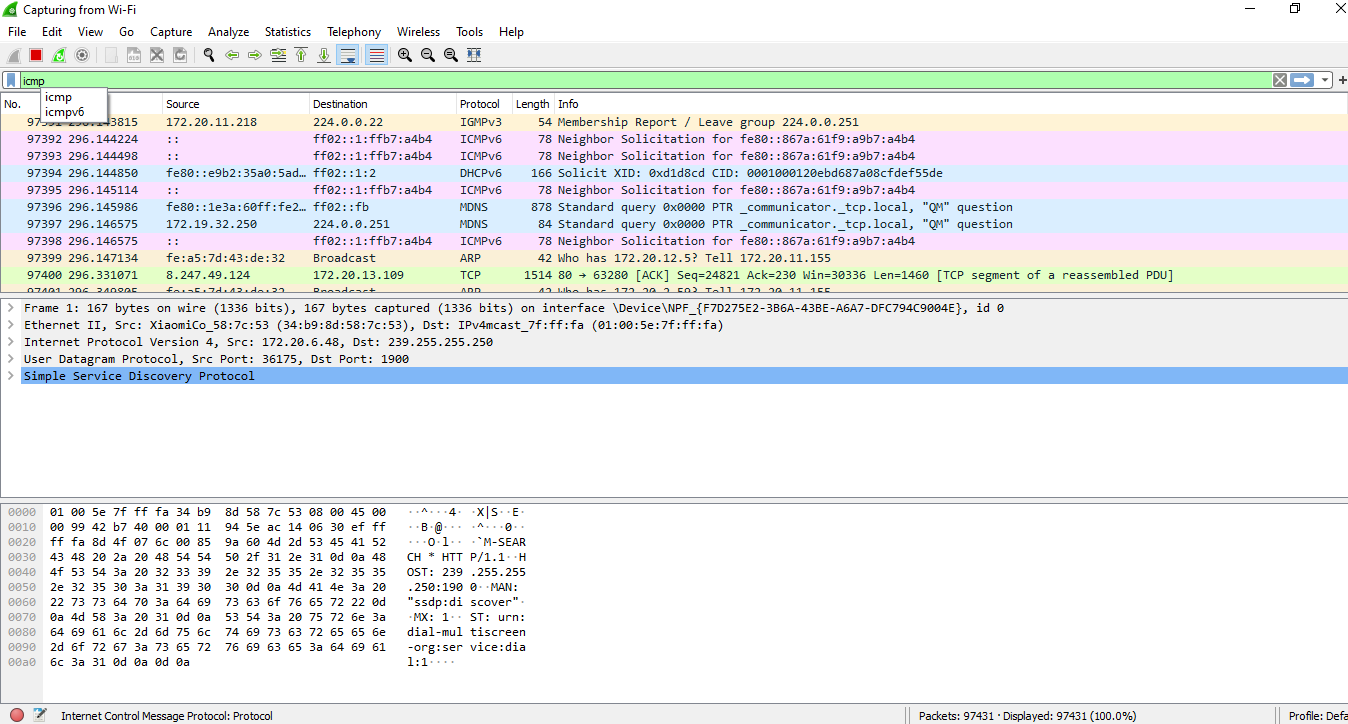 Capturing from Wi-Fi
File Edit View Go Capture Analyze Statistics Telephony Wireless Tools Help
icmp
icmp
icmpv6
No. Source Destination Protocol Length Info
172.20.11.218 224.0.0.22 IGMPv3 54 Membership Report / Leave group 224.0.0.251
97392 296.144224 :: ff02::1:ffb7:a4b4 ICMPv6 78 Neighbor Solicitation for fe80::867a:61f9:a9b7:a4b4
97393 296.144498 :: ff02::1:ffb7:a4b4 ICMPv6 78 Neighbor Solicitation for fe80::867a:61f9:a9b7:a4b4
97394 296.144850 fe80::e9b2:35a0:5ad… ff02::1:2 DHCPv6 166 Solicit XID: 0xd1d8cd CID: 0001000120ebd687a08cfdef55de
97395 296.145114 :: ff02::1:ffb7:a4b4 ICMPv6 78 Neighbor Solicitation for fe80::867a:61f9:a9b7:a4b4
97396 296.145986 fe80::1e3a:60ff:fe2… ff02::fb MDNS 878 Standard query 0x0000 PTR _communicator._tcp.local, "QM" question
97397 296.146575 172.19.32.250 224.0.0.251 MDNS 84 Standard query 0x0000 PTR _communicator._tcp.local, "QM" question
97398 296.146575 :: ff02::1:ffb7:a4b4 ICMPv6 78 Neighbor Solicitation for fe80::867a:61f9:a9b7:a4b4
97399 296.147134 fe:a5:7d:43:de:32 Broadcast ARP 42 Who has 172.20.12.5? Tell 172.20.11.155
97400 296.331071 8.247.49.124 172.20.13.109 TCP 1514 80 → 63280 [ACK] Seq=24821 Ack=230 Win=30336 Len=1460 [TCP segment of a reassembled PDU]
97401 296.349805 fe:a5:7d:43:de:32 Broadcast ARP 42 Who has 172.20.2.59? Tell 172.20.11.155
Frame 1: 167 bytes on wire (1336 bits), 167 bytes captured (1336 bits) on interface \Device\NPF_{F7D275E2-3B6A-43BE-A6A7-DFC794C9004E}, id 0
Ethernet II, Src: XiaomiCo_58:7c:53 (34:b9:8d:58:7c:53), Dst: IPv4mcast_7f:ff:fa (01:00:5e:7f:ff:fa)
Internet Protocol Version 4, Src: 172.20.6.48, Dst: 239.255.255.250
User Datagram Protocol, Src Port: 36175, Dst Port: 1900
Simple Service Discovery Protocol
0000 01 00 5e 7f ff fa 34 b9 8d 58 7c 53 08 00 45 00 ··^···4· ·X|S··E·
0010 00 99 42 b7 40 00 01 11 94 5e ac 14 06 30 ef ff ··B·@··· ·^···0··
0020 ff fa 8d 4f 07 6c 00 85 9a 60 4d 2d 53 45 41 52 ···O·l·· ·`M-SEAR
0030 43 48 20 2a 20 48 54 54 50 2f 31 2e 31 0d 0a 48 CH * HTT P/1.1··H
0040 4f 53 54 3a 20 32 33 39 2e 32 35 35 2e 32 35 35 OST: 239 .255.255
0050 2e 32 35 30 3a 31 39 30 30 0d 0a 4d 41 4e 3a 20 .250:190 0··MAN:
0060 22 73 73 64 70 3a 64 69 73 63 6f 76 65 72 22 0d "ssdp:di scover"·
0070 0a 4d 58 3a 20 31 0d 0a 53 54 3a 20 75 72 6e 3a ·MX: 1·· ST: urn:
0080 64 69 61 6c 2d 6d 75 6c 74 69 73 63 72 65 65 6e dial-mul tiscreen
0090 2d 6f 72 67 3a 73 65 72 76 69 63 65 3a 64 69 61 -org:ser vice:dia
00a0 6c 3a 31 0d 0a 0d 0a l:1····
Internet Control Message Protocol: Protocol Packets: 97431 · Displayed: 97431 (100.0%) Profile: Defa